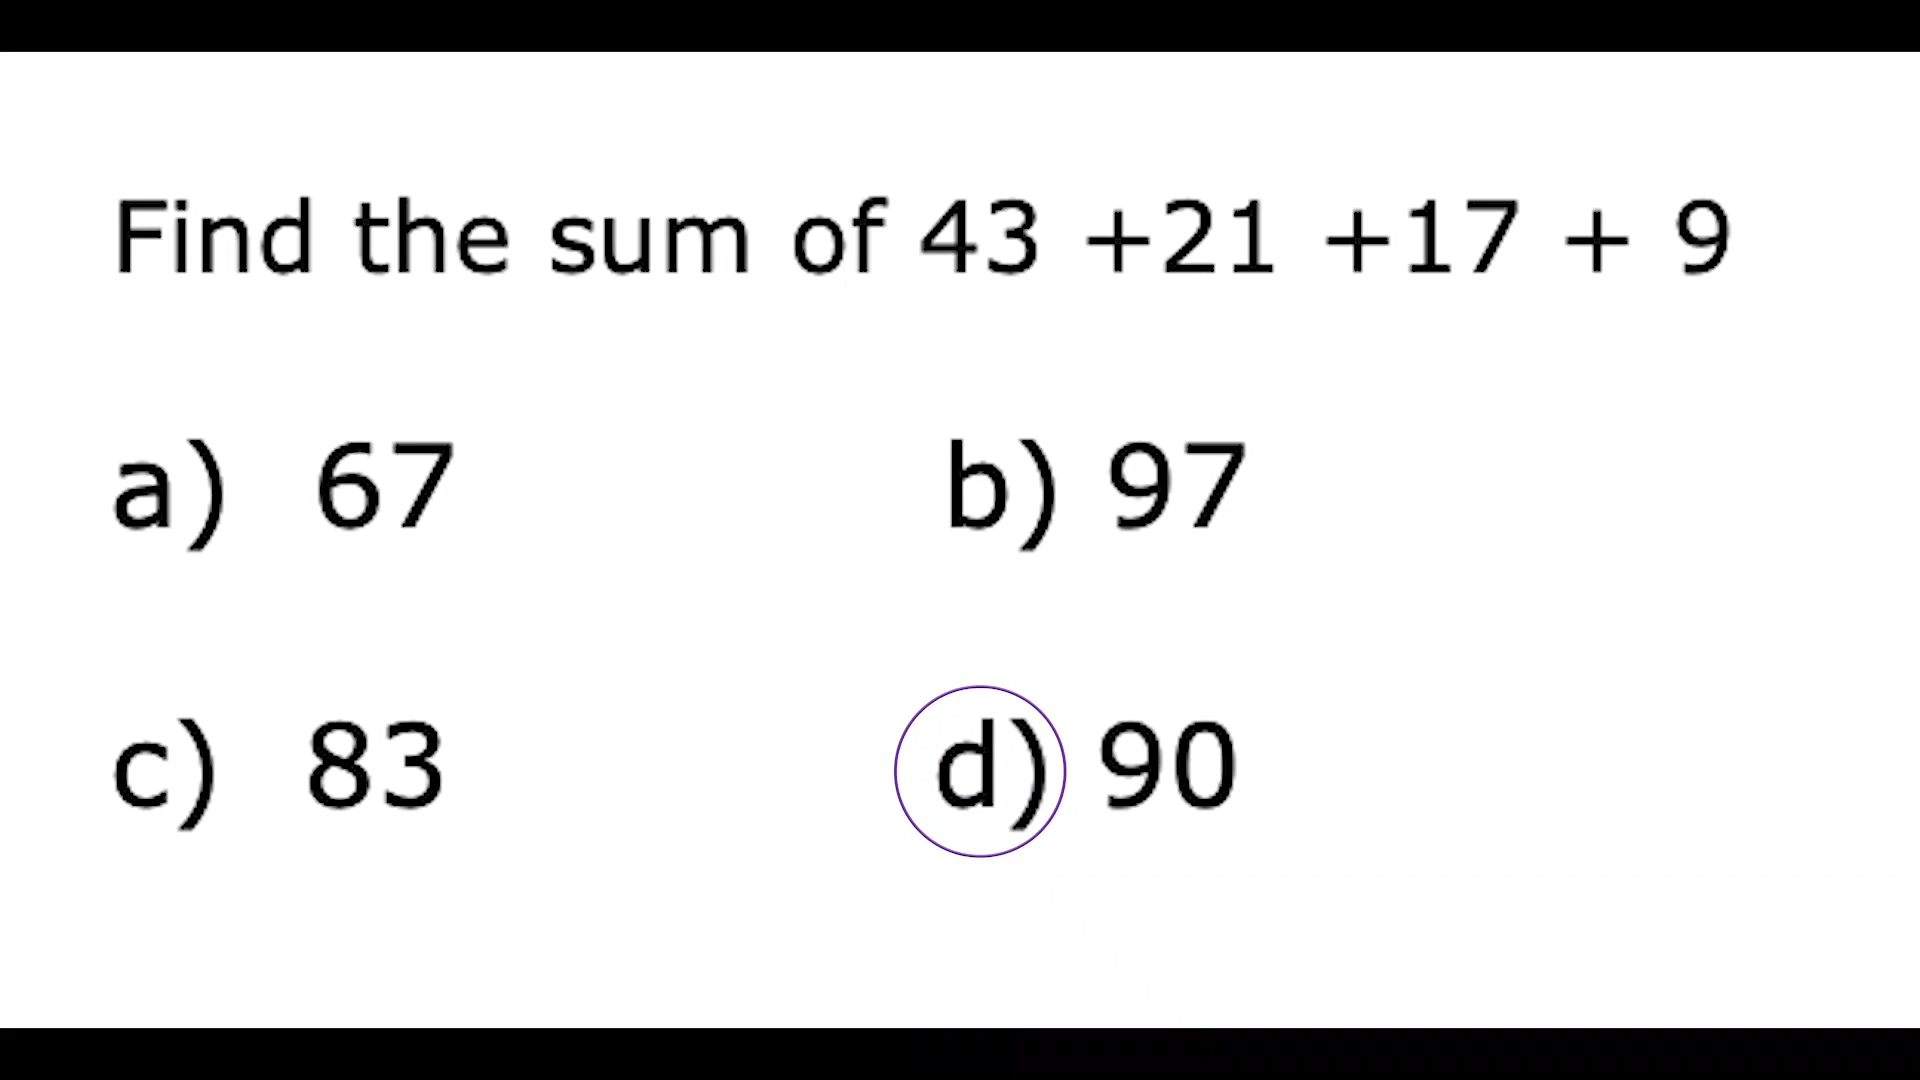 Find the sum of 43 +21 +17 + 9
a) 67 b) 97
c) 83 d) 90